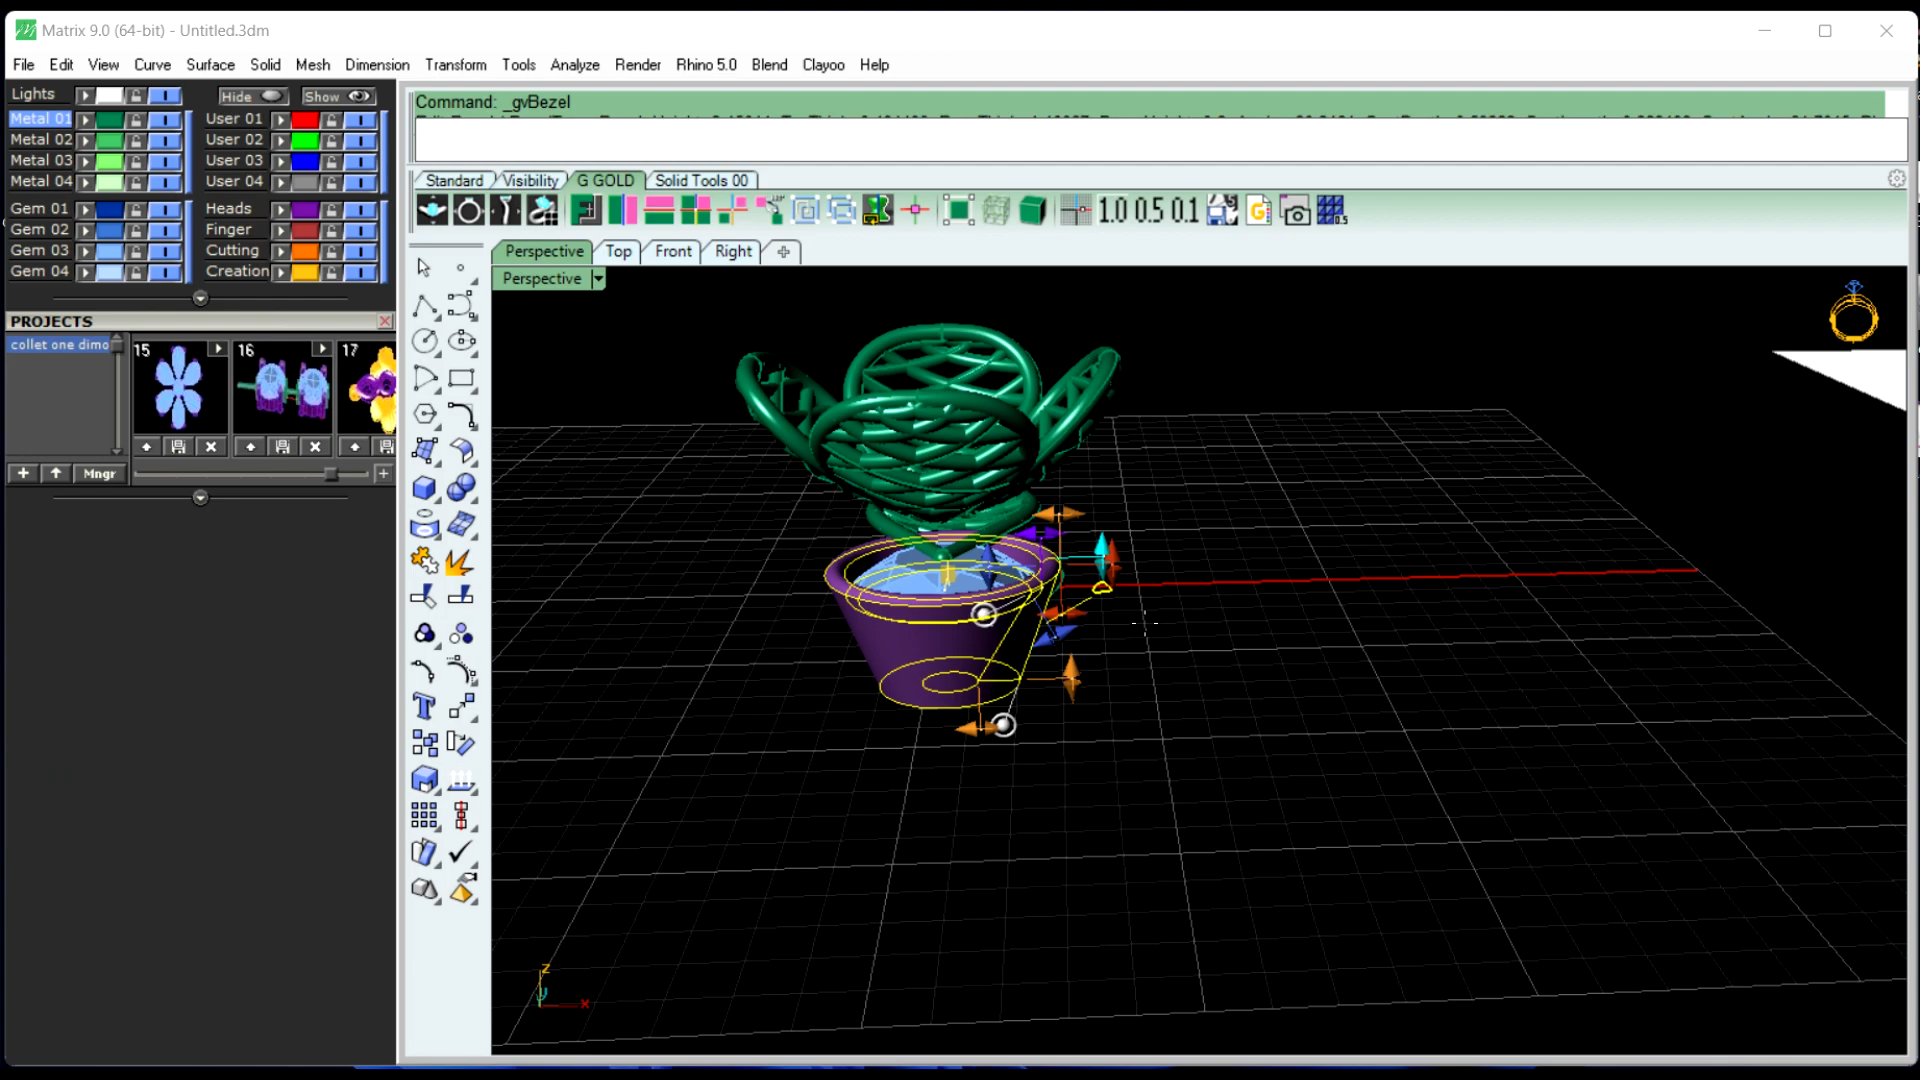 Matrix 9.0 (64-bit) - Untitled.3dm
File Edit View Curve Surface Solid Mesh Dimension Transform Tools Analyze Render Rhino 5.0 Blend Clayoo Help
Lights Hide Show
Metal 01 User 01
Metal 02 User 02
Metal 03 User 03
Metal 04 User 04
Gem 01 Heads
Gem 02 Finger
Gem 03 Cutting
Gem 04 Creation
PROJECTS
collet one dimo
15 16 17
+ Mngr +
Command: _gvBezel
Standard Visibility G GOLD Solid Tools 00
1.0 0.5 0.1 G 0.5
Perspective Top Front Right
Perspective
T
z
y
x